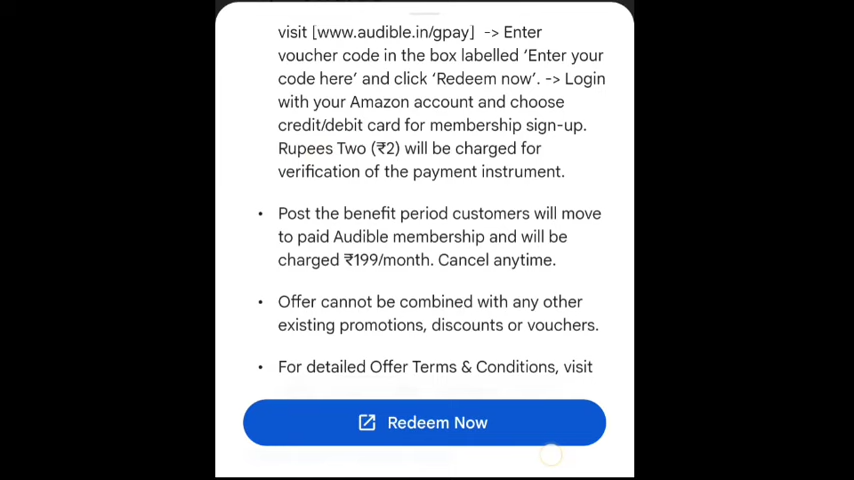 visit [www.audible.in/gpay] -> Enter
voucher code in the box labelled ‘Enter your
code here’ and click ‘Redeem now’. -> Login
with your Amazon account and choose
credit/debit card for membership sign-up.
Rupees Two (₹2) will be charged for
verification of the payment instrument.
• Post the benefit period customers will move
to paid Audible membership and will be
charged ₹199/month. Cancel anytime.
• Offer cannot be combined with any other
existing promotions, discounts or vouchers.
• For detailed Offer Terms & Conditions, visit
Redeem Now